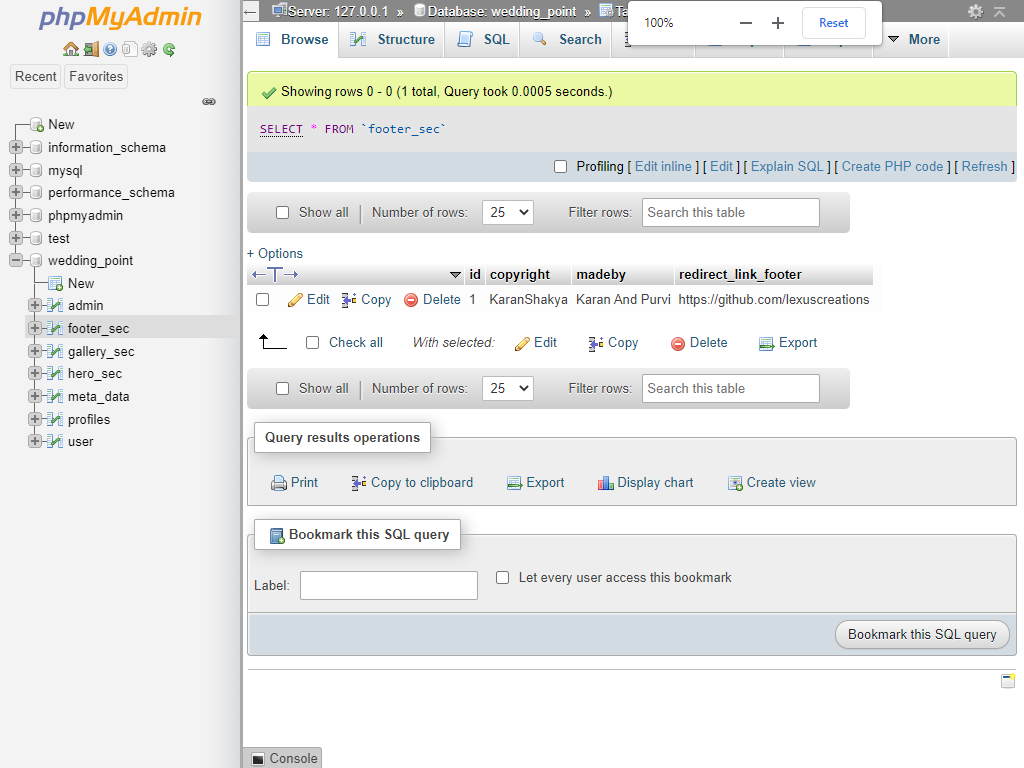 phpMyAdmin
Recent Favorites
New
information_schema
mysql
performance_schema
phpmyadmin
test
wedding_point
New
admin
footer_sec
gallery_sec
hero_sec
meta_data
profiles
user
Server: 127.0.0.1 » Database: wedding_point »
100% Reset
Browse Structure SQL Search More
Showing rows 0 - 0 (1 total, Query took 0.0005 seconds.)
SELECT * FROM `footer_sec`
Profiling [ Edit inline ] [ Edit ] [ Explain SQL ] [ Create PHP code ] [ Refresh ]
Show all | Number of rows: 25 Filter rows: Search this table
+ Options
←T→ id copyright madeby redirect_link_footer
Edit Copy Delete 1 KaranShakya Karan And Purvi https://github.com/lexuscreations
Check all With selected: Edit Copy Delete Export
Show all | Number of rows: 25 Filter rows: Search this table
Query results operations
Print Copy to clipboard Export Display chart Create view
Bookmark this SQL query
Label: Let every user access this bookmark
Bookmark this SQL query
Console